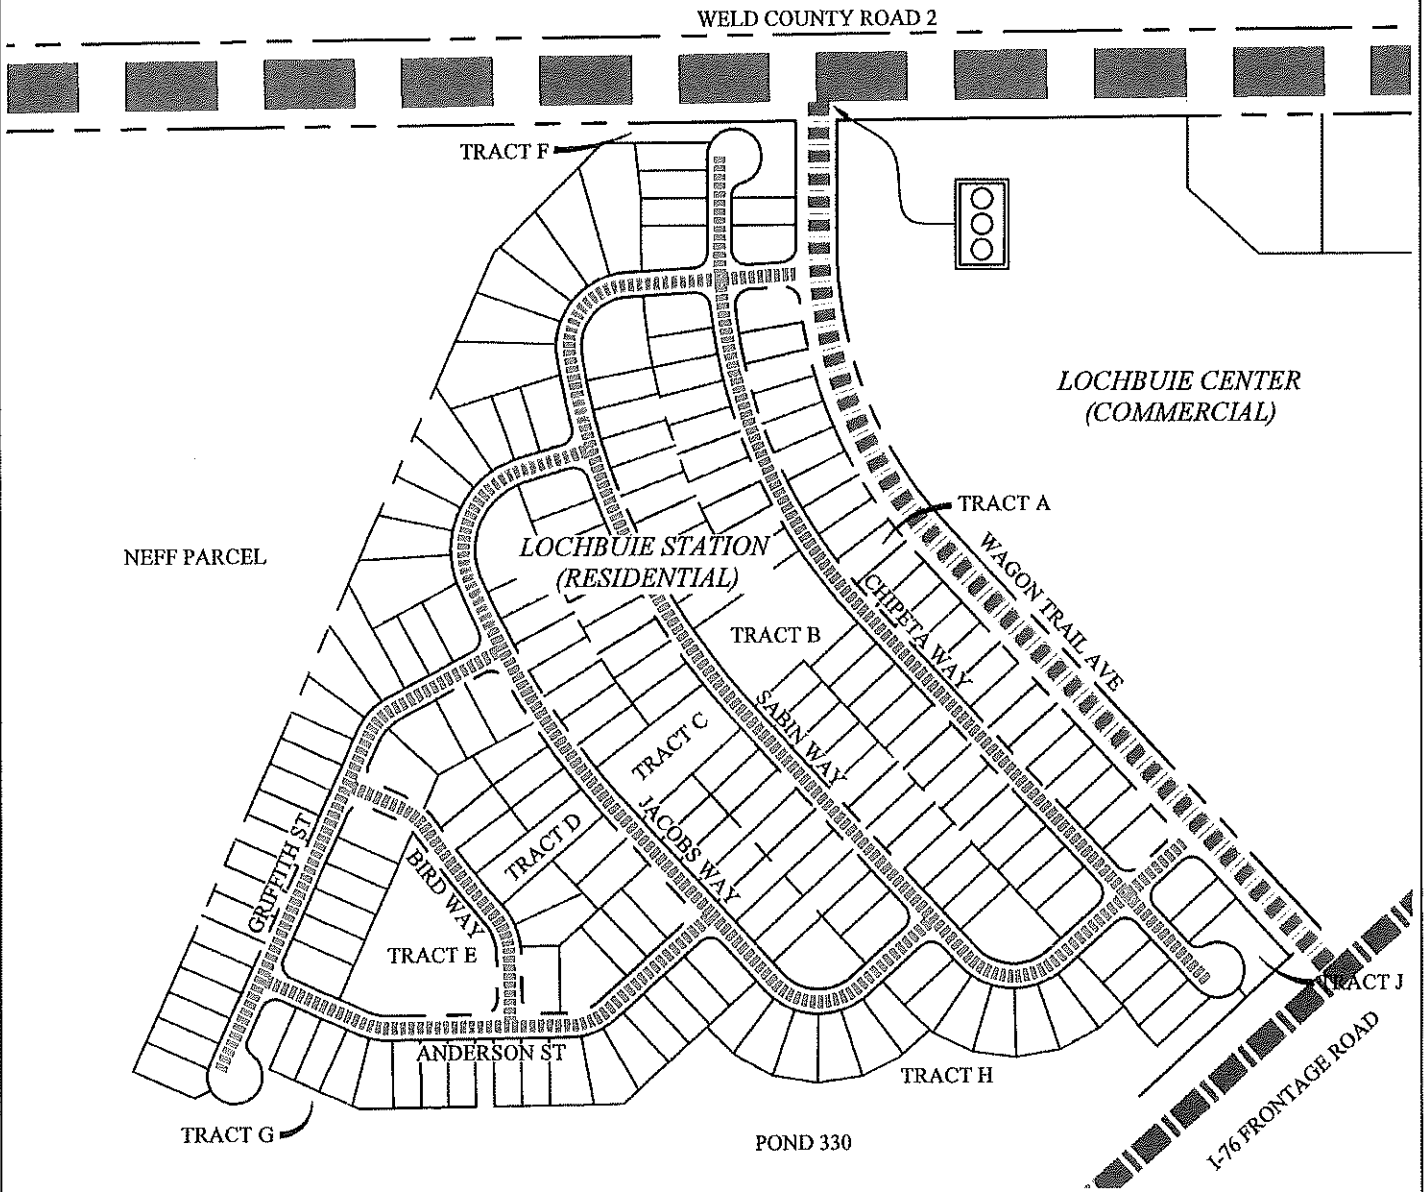 WELD COUNTY ROAD 2
TRACT F
LOCHBUIE CENTER
(COMMERCIAL)
TRACT A
WAGON TRAIL AVE
NEFF PARCEL
LOCHBUIE STATION
(RESIDENTIAL)
CHIPETA WAY
TRACT B
SABIN WAY
TRACT C
JACOBS WAY
TRACT D
BIRD WAY
GRIFFITH ST
TRACT E
TRACT J
ANDERSON ST
TRACT H
I-76 FRONTAGE ROAD
TRACT G
POND 330